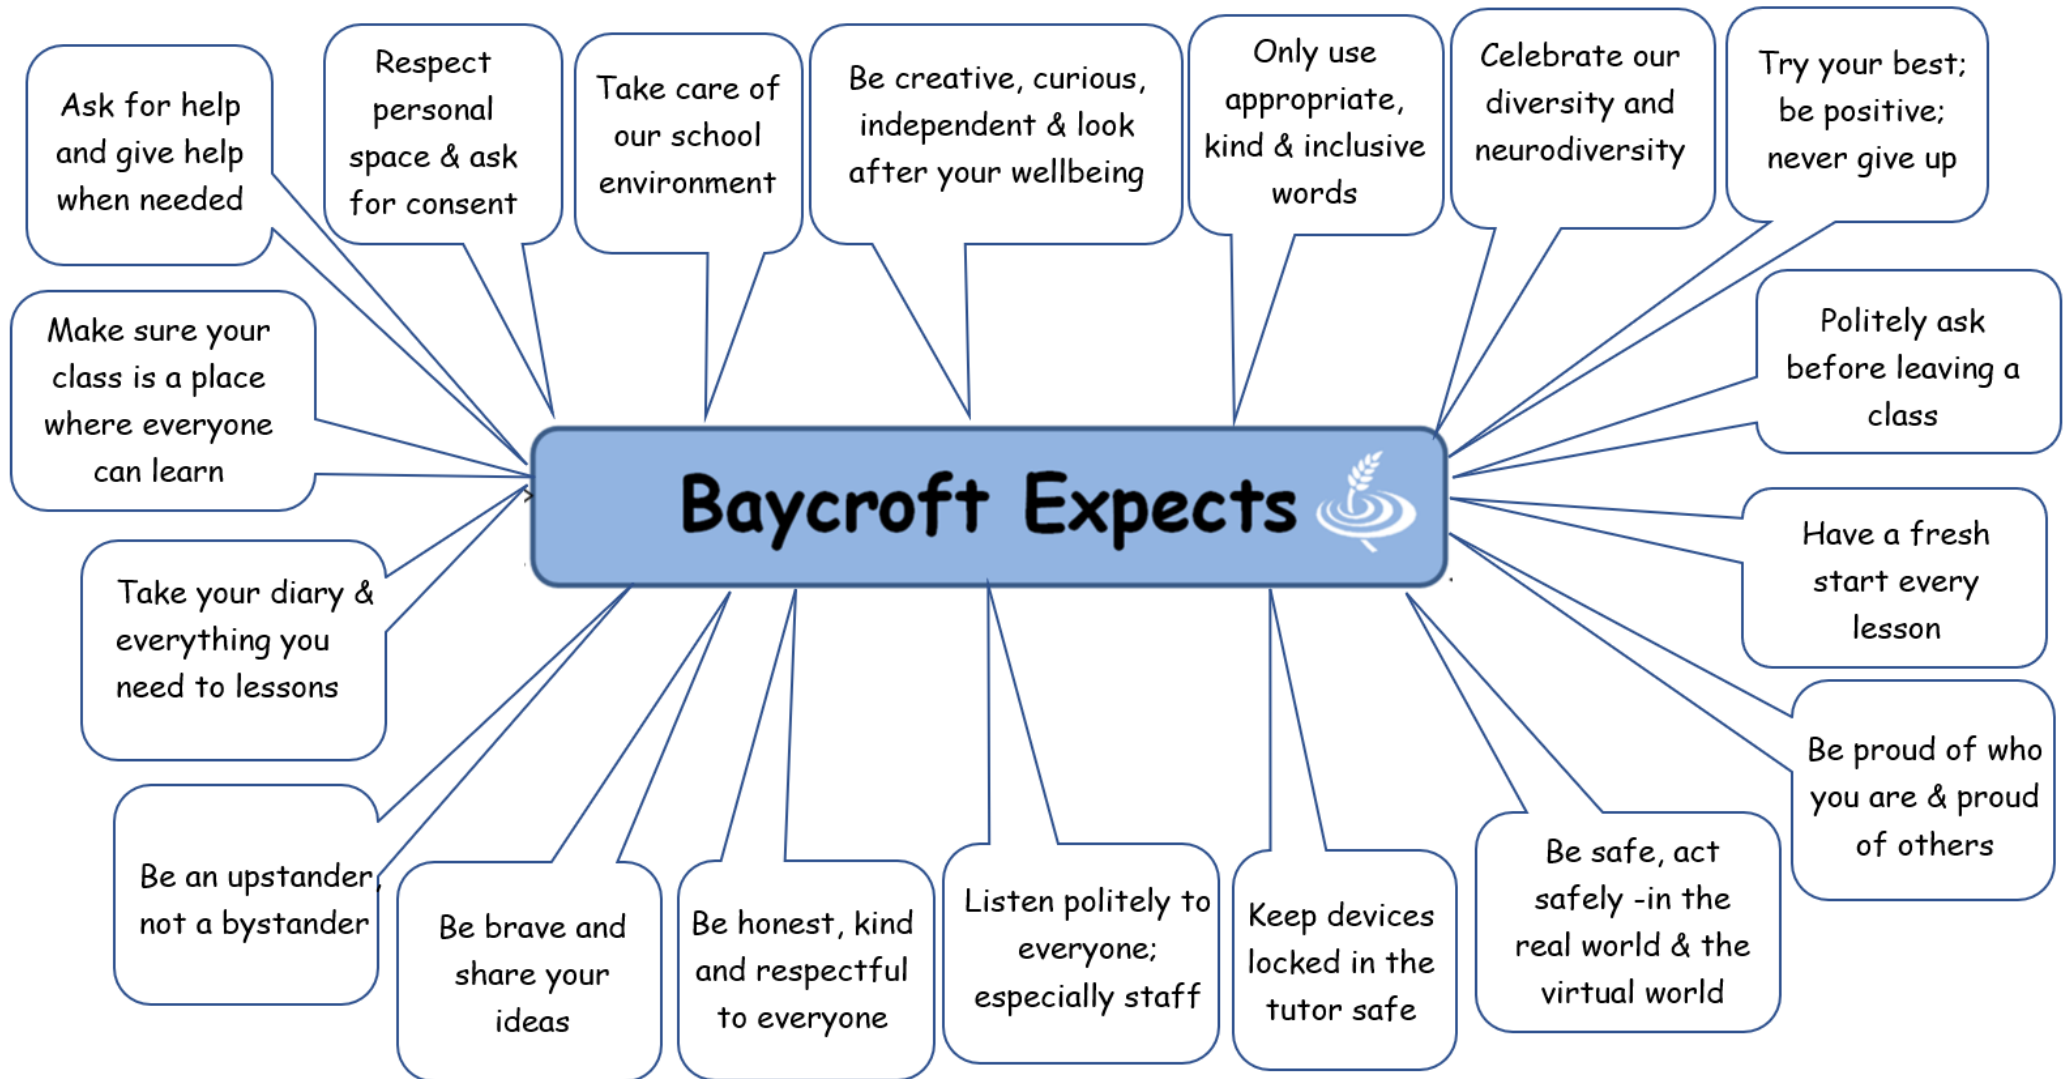 Ask for help
and give help
when needed
Respect
personal
space & ask
for consent
Take care of
our school
environment
Be creative, curious,
independent & look
after your wellbeing
Only use
appropriate,
kind & inclusive
words
Celebrate our
diversity and
neurodiversity
Try your best;
be positive;
never give up
Make sure your
class is a place
where everyone
can learn
Politely ask
before leaving a
class
Baycroft Expects
Take your diary &
everything you
need to lessons
Have a fresh
start every
lesson
Be an upstander,
not a bystander
Be brave and
share your
ideas
Be honest, kind
and respectful
to everyone
Listen politely to
everyone;
especially staff
Keep devices
locked in the
tutor safe
Be safe, act
safely -in the
real world & the
virtual world
Be proud of who
you are & proud
of others